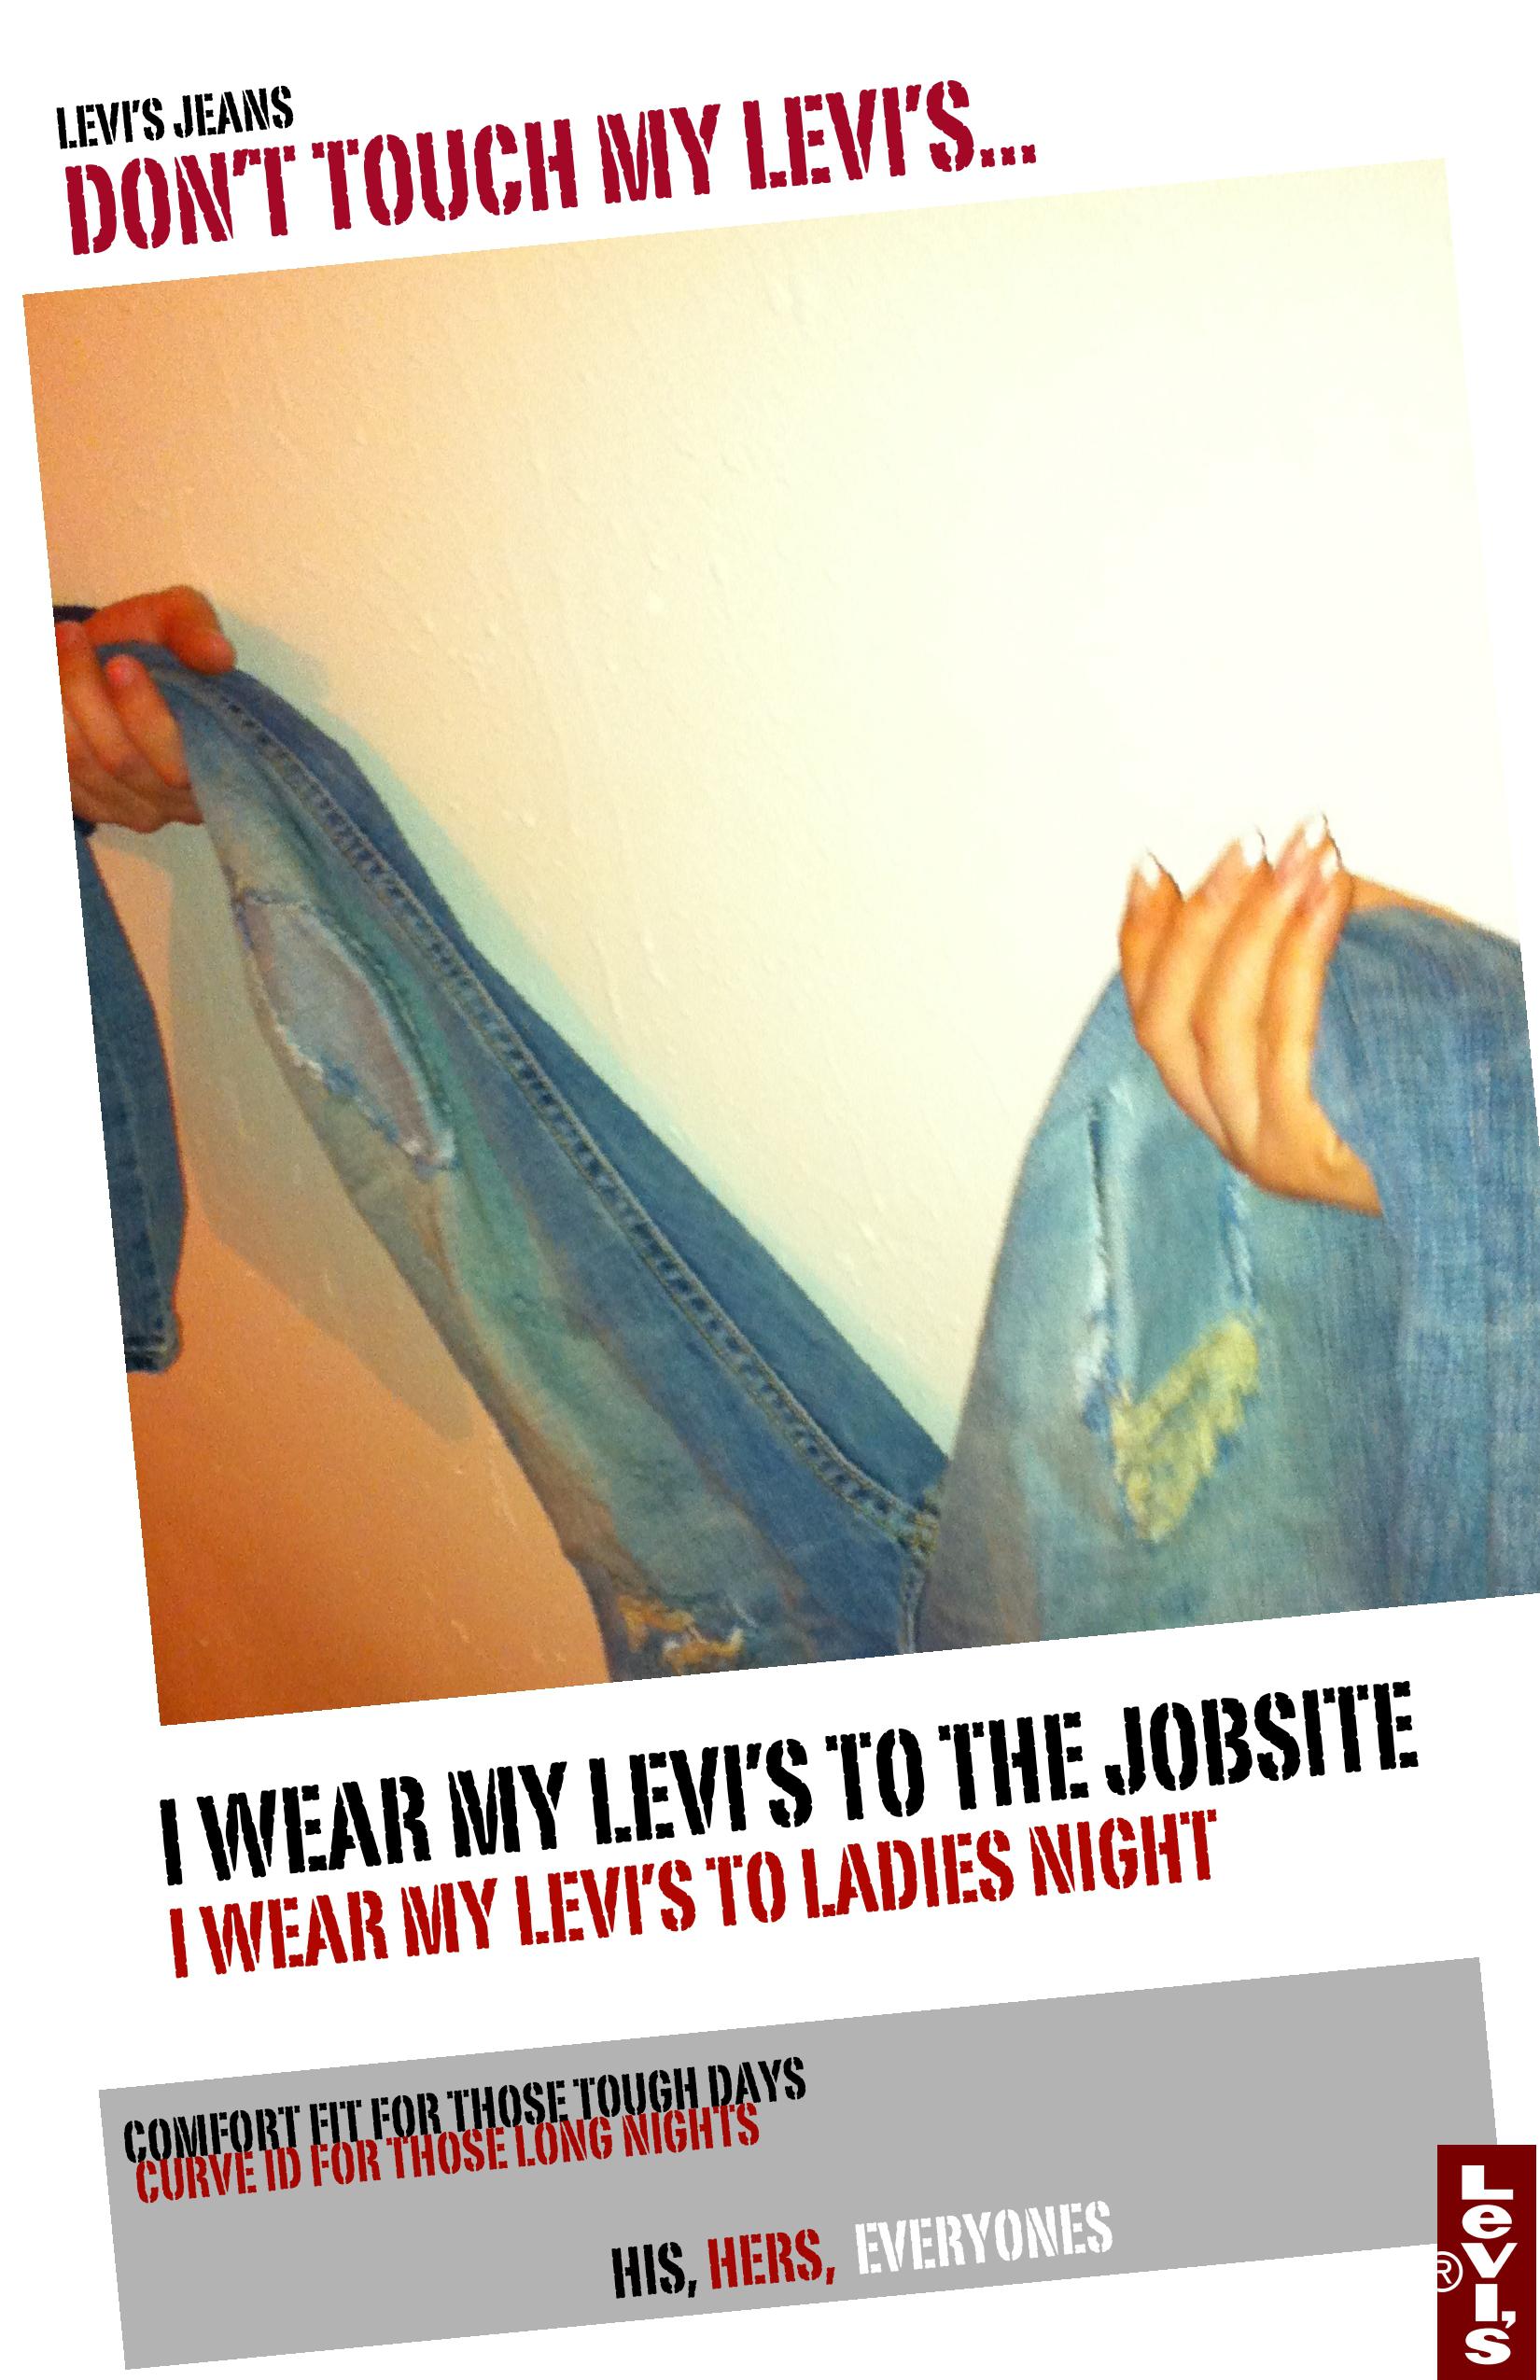 LEVI'S JEANS
DON'T TOUCH MY LEVI'S...
I WEAR MY LEVI'S TO THE JOBSITE
I WEAR MY LEVI'S TO LADIES NIGHT
COMFORT FIT FOR THOSE TOUGH DAYS
CURVE ID FOR THOSE LONG NIGHTS
HIS, HERS, EVERYONES
Levi's
®